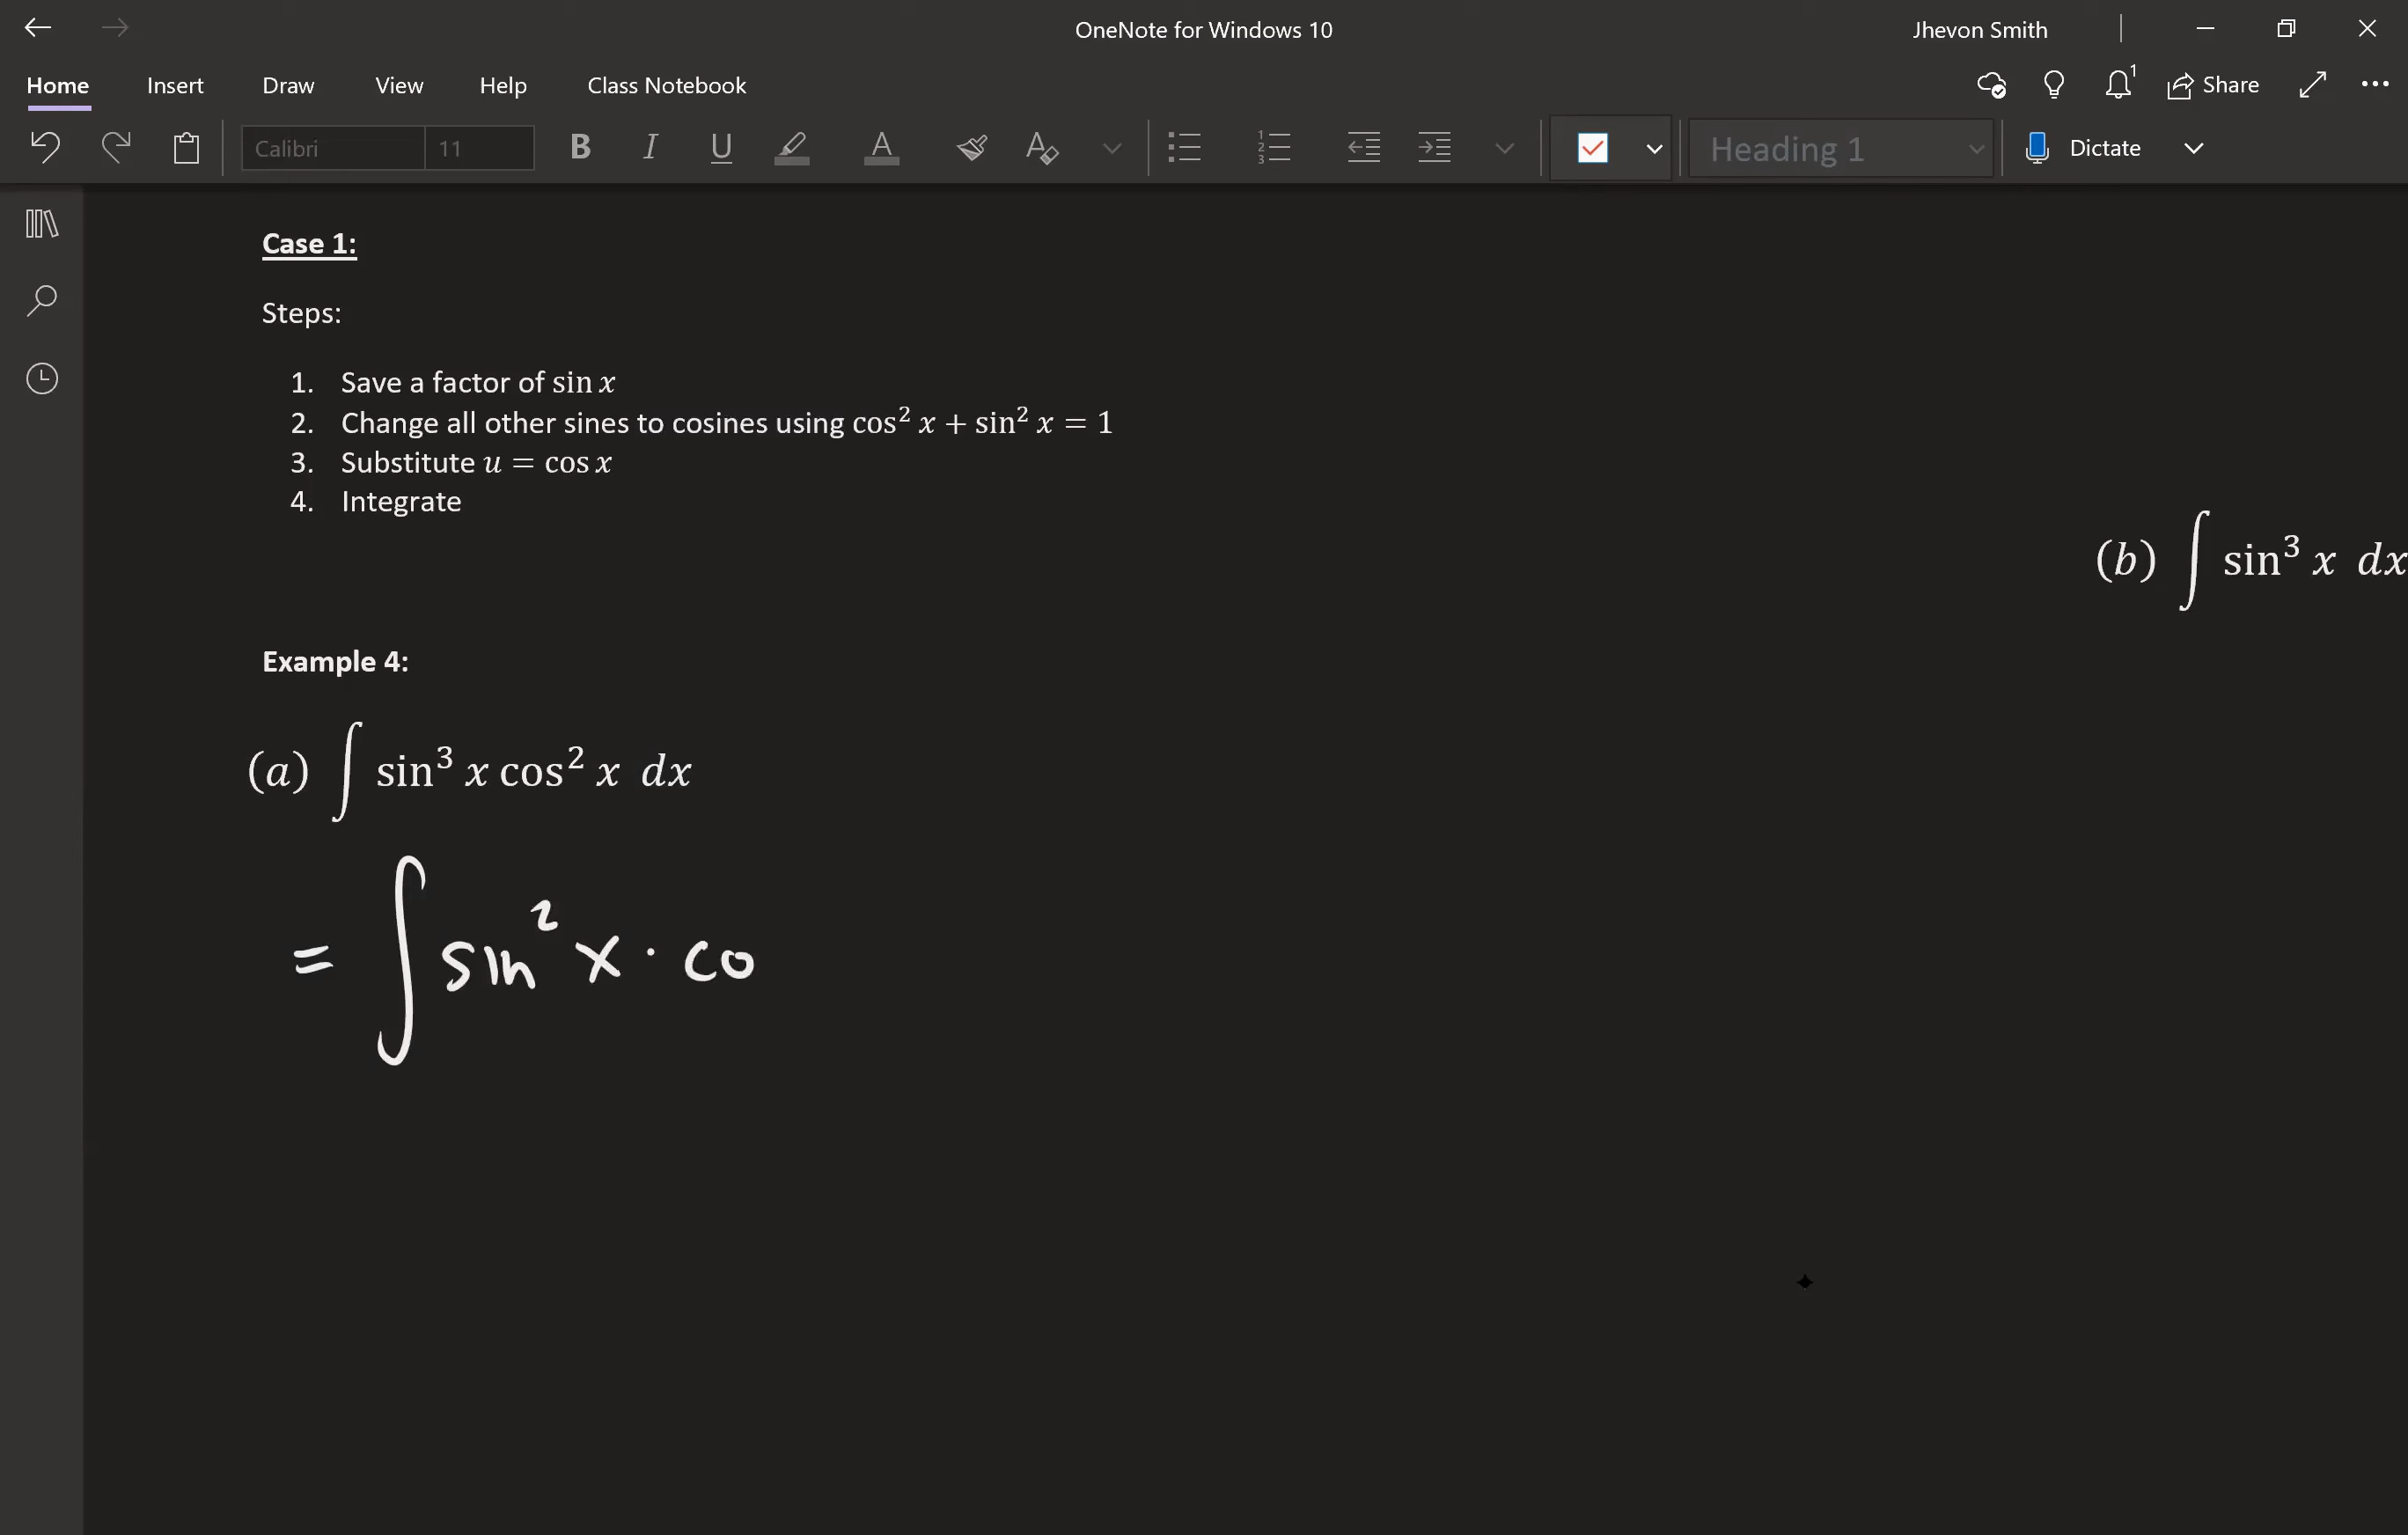 OneNote for Windows 10
Jhevon Smith
Home Insert Draw View Help Class Notebook
1 Share
Calibri 11 B I U A A Heading 1 Dictate
Case 1:
Steps:
1. Save a factor of sin x
2. Change all other sines to cosines using cos² x + sin² x = 1
3. Substitute u = cos x
4. Integrate
(b) ∫ sin³ x dx
Example 4:
(a) ∫ sin³ x cos² x dx
= ∫ sin² x · co